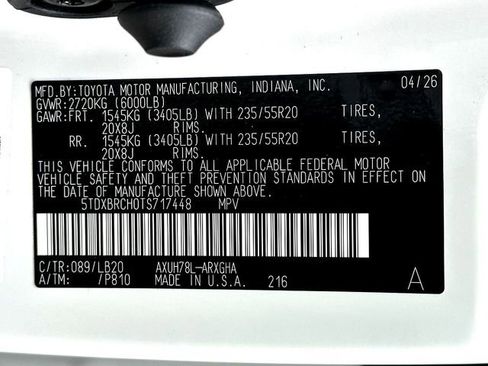 MFD.BY:TOYOTA MOTOR MANUFACTURING, INDIANA, INC. 04/26
GVWR:2720KG (6000LB)
GAWR:FRT. 1545KG (3405LB) WITH 235/55R20 TIRES,
20X8J RIMS.
RR. 1545KG (3405LB) WITH 235/55R20 TIRES,
20X8J RIMS.
THIS VEHICLE CONFORMS TO ALL APPLICABLE FEDERAL MOTOR
VEHICLE SAFETY AND THEFT PREVENTION STANDARDS IN EFFECT ON
THE DATE OF MANUFACTURE SHOWN ABOVE.
5TDXBRCH0TS717448 MPV
C/TR:089/LB20 AXUH78L-ARXGHA
A/TM: /P810 MADE IN U.S.A. 216 A